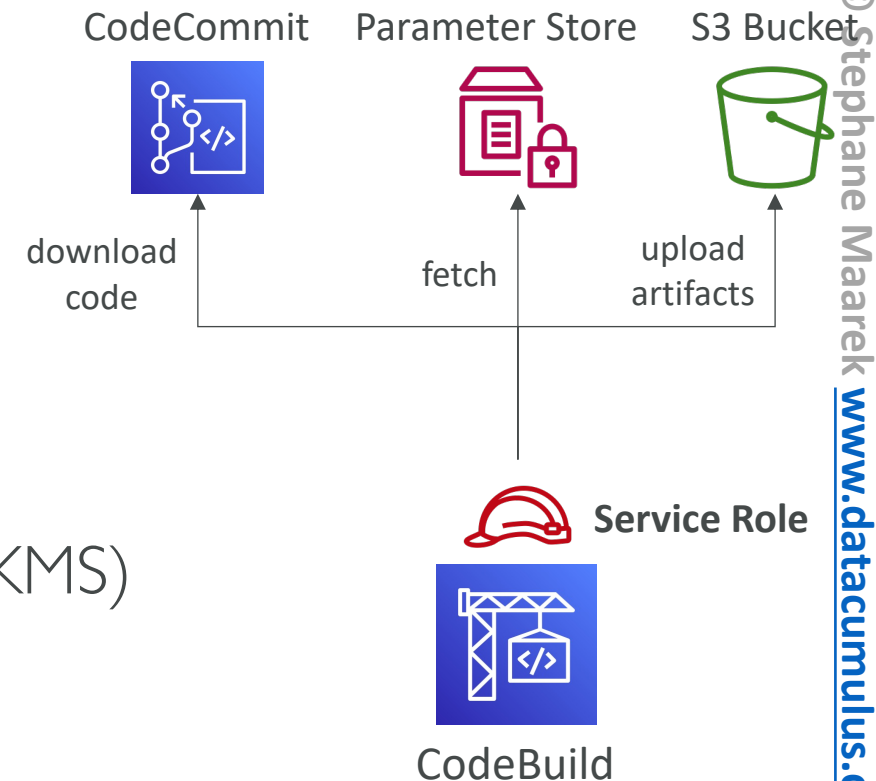 CodeCommit
Parameter Store
S3 Bucket
download
code
fetch
upload
artifacts
Service Role
KMS)
</>
</>
CodeBuild
© Stephane Maarek www.datacumulus.c